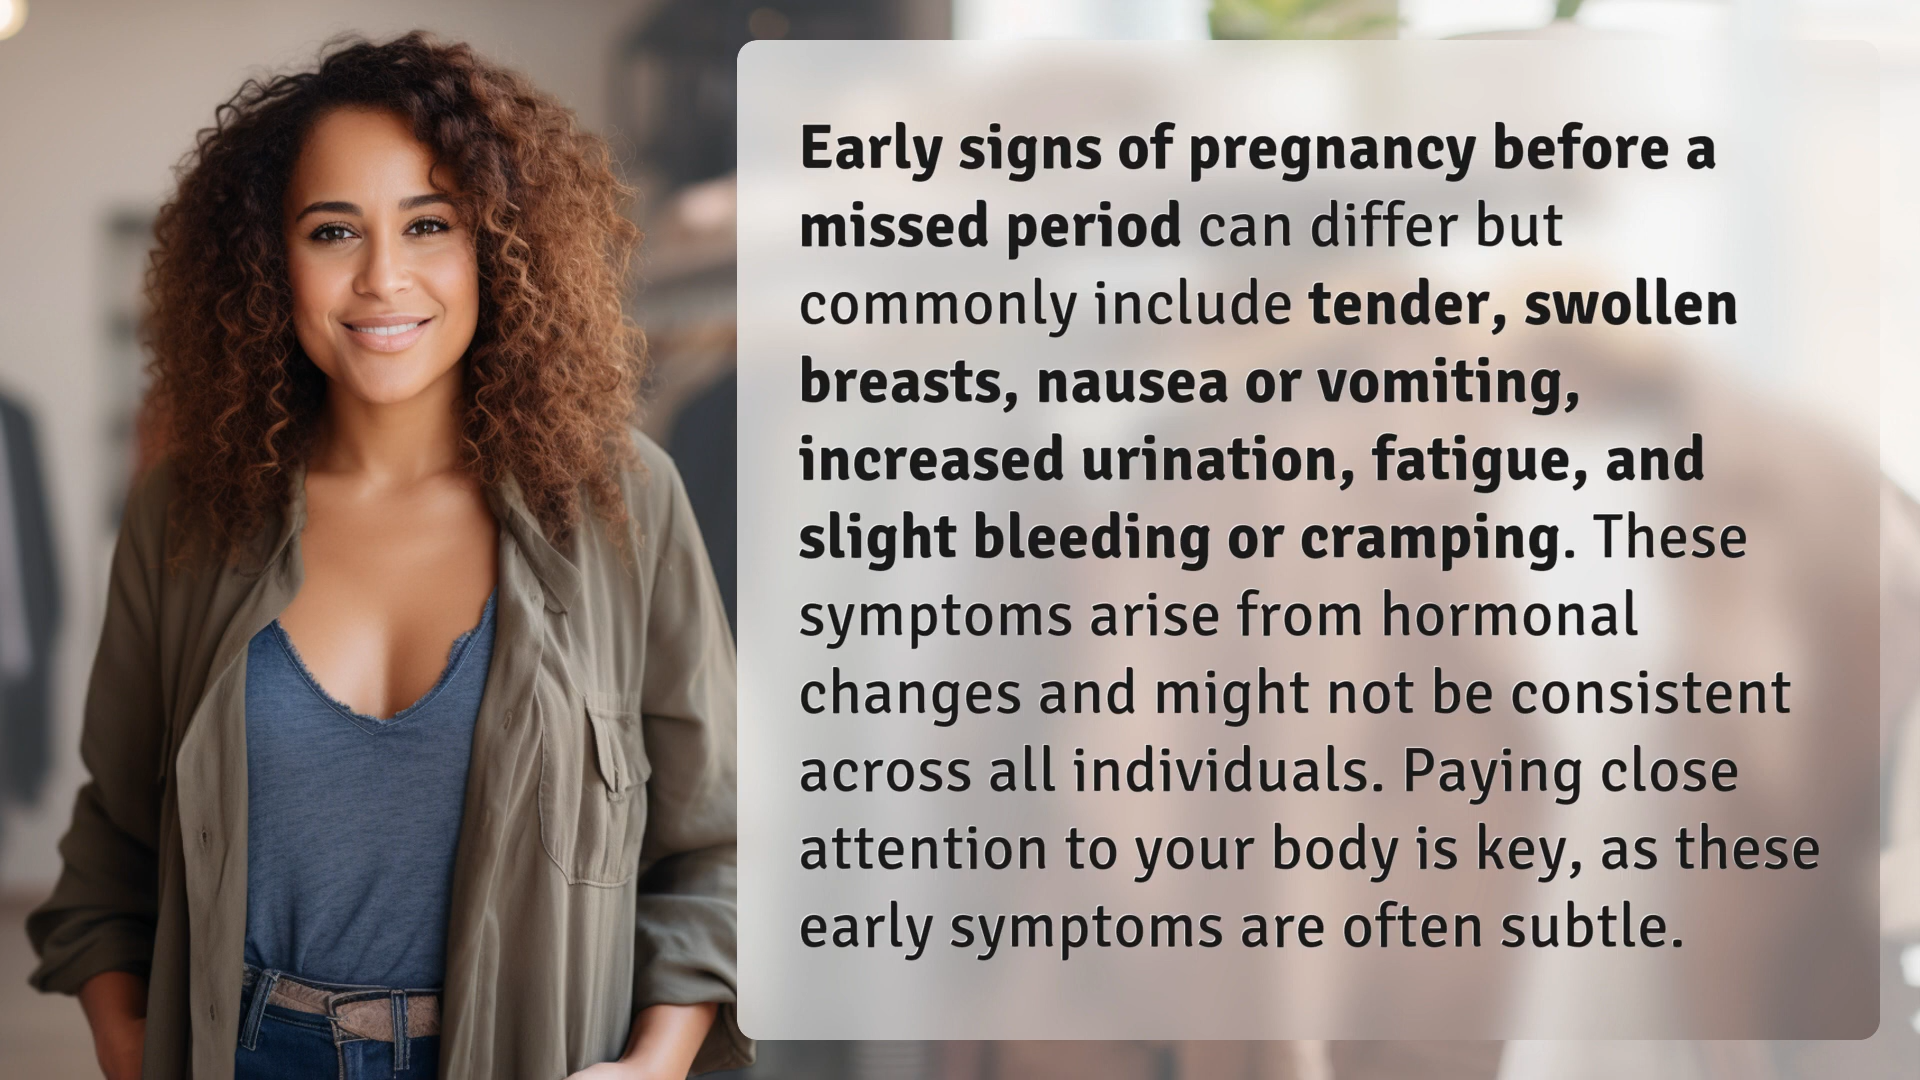 Early signs of pregnancy before a
missed period can differ but
commonly include tender, swollen
breasts, nausea or vomiting,
increased urination, fatigue, and
slight bleeding or cramping. These
symptoms arise from hormonal
changes and might not be consistent
across all individuals. Paying close
attention to your body is key, as these
early symptoms are often subtle.